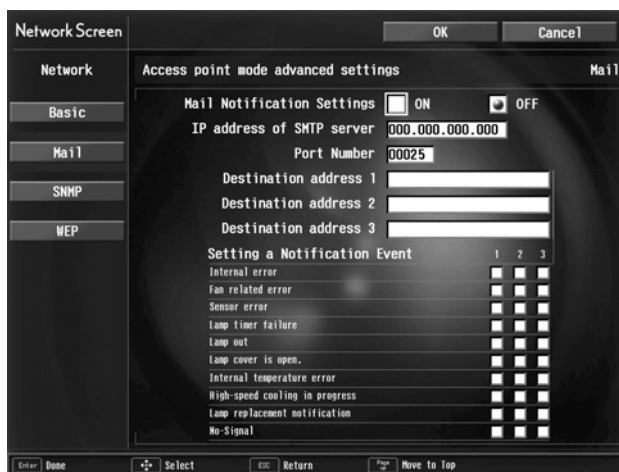 Network Screen
OK
Cancel
Network
Access point mode advanced settings
Mail
Basic
Mail
SNMP
WEP
Mail Notification Settings ON OFF
IP address of SMTP server 000.000.000.000
Port Number 00025
Destination address 1
Destination address 2
Destination address 3
Setting a Notification Event 1 2 3
Internal error
Fan related error
Sensor error
Lamp timer failure
Lamp out
Lamp cover is open.
Internal temperature error
High-speed cooling in progress
Lamp replacement notification
No-Signal
Enter Done Select ESC Return Page up Move to Top